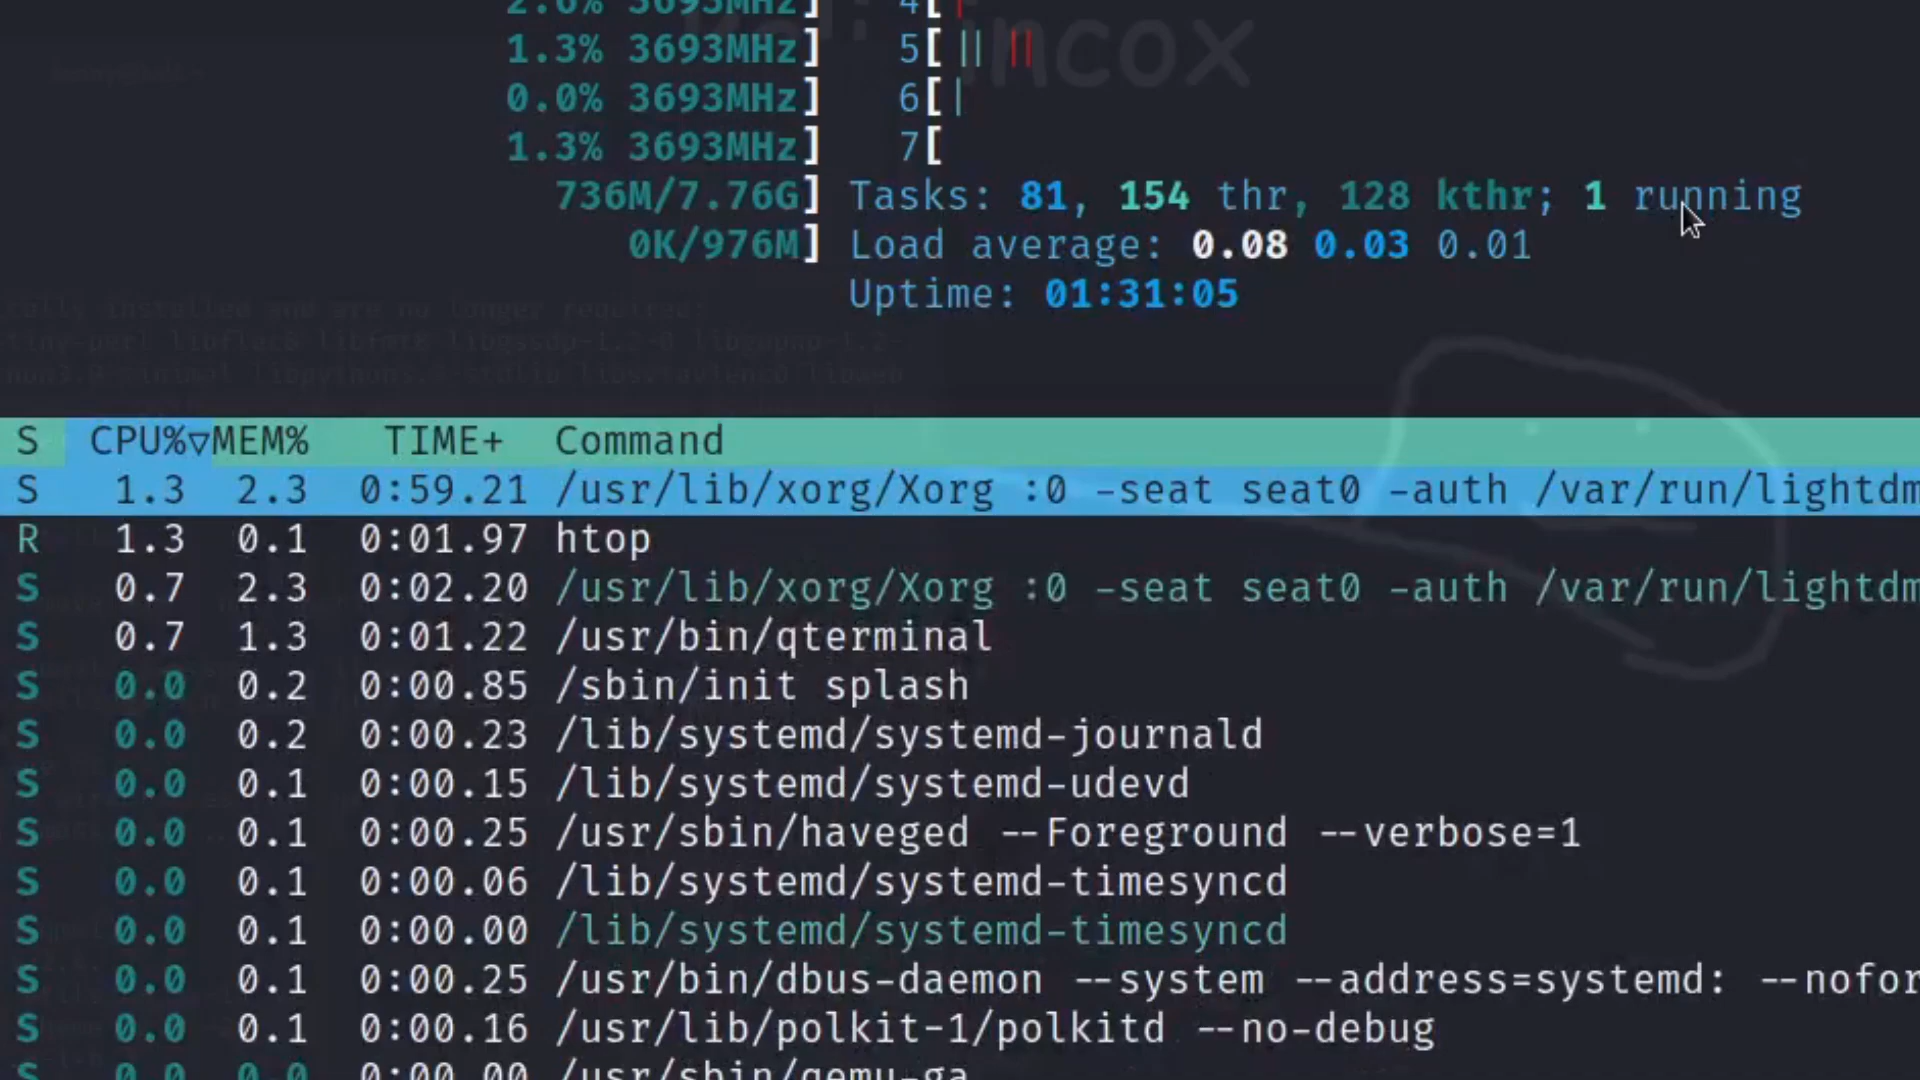 2.6% 3693MHz] 4[|
1.3% 3693MHz] 5[|| ||
0.0% 3693MHz] 6[|
1.3% 3693MHz] 7[
736M/7.76G] Tasks: 81, 154 thr, 128 kthr; 1 running
0K/976M] Load average: 0.08 0.03 0.01
Uptime: 01:31:05
installed and are no longer required:
S CPU%▽MEM% TIME+ Command
S 1.3 2.3 0:59.21 /usr/lib/xorg/Xorg :0 -seat seat0 -auth /var/run/lightdm
R 1.3 0.1 0:01.97 htop
S 0.7 2.3 0:02.20 /usr/lib/xorg/Xorg :0 -seat seat0 -auth /var/run/lightdm
S 0.7 1.3 0:01.22 /usr/bin/qterminal
S 0.0 0.2 0:00.85 /sbin/init splash
S 0.0 0.2 0:00.23 /lib/systemd/systemd-journald
S 0.0 0.1 0:00.15 /lib/systemd/systemd-udevd
S 0.0 0.1 0:00.25 /usr/sbin/haveged --Foreground --verbose=1
S 0.0 0.1 0:00.06 /lib/systemd/systemd-timesyncd
S 0.0 0.1 0:00.00 /lib/systemd/systemd-timesyncd
S 0.0 0.1 0:00.25 /usr/bin/dbus-daemon --system --address=systemd: --nofor
S 0.0 0.1 0:00.16 /usr/lib/polkit-1/polkitd --no-debug
S 0.0 0.0 0:00.00 /usr/sbin/qemu-ga